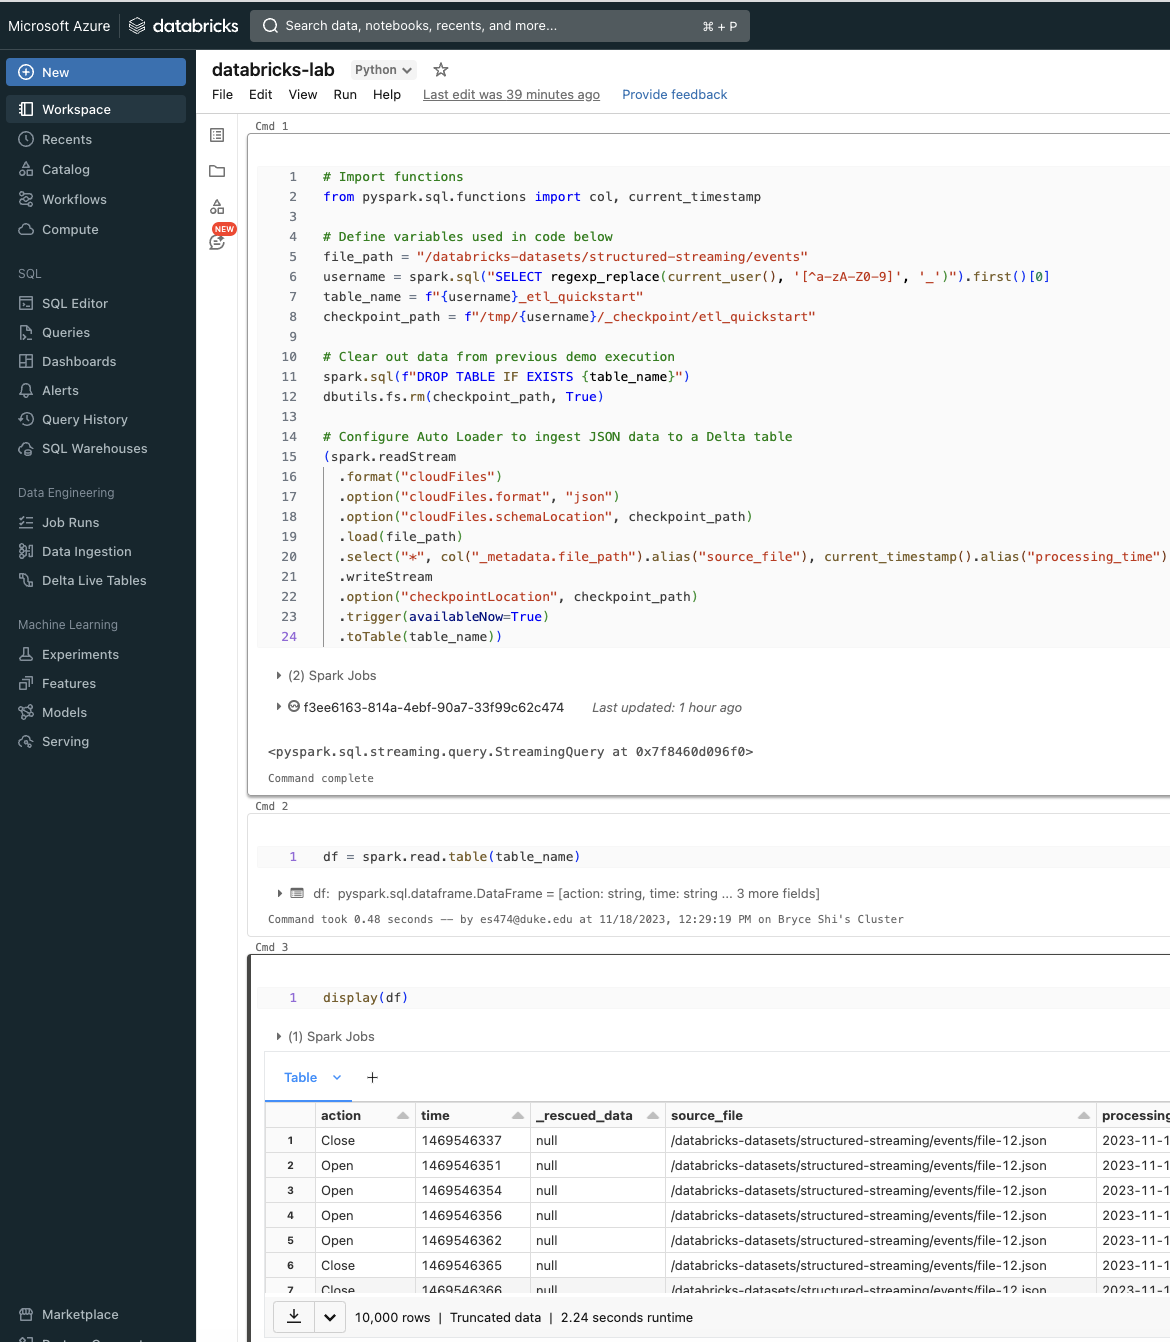 Microsoft Azure
databricks
Search data, notebooks, recents, and more...
⌘ + P
New
Workspace
Recents
Catalog
Workflows
Compute
SQL
SQL Editor
Queries
Dashboards
Alerts
Query History
SQL Warehouses
Data Engineering
Job Runs
Data Ingestion
Delta Live Tables
Machine Learning
Experiments
Features
Models
Serving
Marketplace
databricks-lab Python
File Edit View Run Help Last edit was 39 minutes ago Provide feedback
NEW
Cmd 1
1 # Import functions
2 from pyspark.sql.functions import col, current_timestamp
3
4 # Define variables used in code below
5 file_path = "/databricks-datasets/structured-streaming/events"
6 username = spark.sql("SELECT regexp_replace(current_user(), '[^a-zA-Z0-9]', '_')").first()[0]
7 table_name = f"{username}_etl_quickstart"
8 checkpoint_path = f"/tmp/{username}/_checkpoint/etl_quickstart"
9
10 # Clear out data from previous demo execution
11 spark.sql(f"DROP TABLE IF EXISTS {table_name}")
12 dbutils.fs.rm(checkpoint_path, True)
13
14 # Configure Auto Loader to ingest JSON data to a Delta table
15 (spark.readStream
16 .format("cloudFiles")
17 .option("cloudFiles.format", "json")
18 .option("cloudFiles.schemaLocation", checkpoint_path)
19 .load(file_path)
20 .select("*", col("_metadata.file_path").alias("source_file"), current_timestamp().alias("processing_time")
21 .writeStream
22 .option("checkpointLocation", checkpoint_path)
23 .trigger(availableNow=True)
24 .toTable(table_name))
(2) Spark Jobs
f3ee6163-814a-4ebf-90a7-33f99c62c474 Last updated: 1 hour ago
<pyspark.sql.streaming.query.StreamingQuery at 0x7f8460d096f0>
Command complete
Cmd 2
1 df = spark.read.table(table_name)
df: pyspark.sql.dataframe.DataFrame = [action: string, time: string ... 3 more fields]
Command took 0.48 seconds -- by es474@duke.edu at 11/18/2023, 12:29:19 PM on Bryce Shi's Cluster
Cmd 3
1 display(df)
(1) Spark Jobs
Table +
action time _rescued_data source_file processing
1 Close 1469546337 null /databricks-datasets/structured-streaming/events/file-12.json 2023-11-1
2 Open 1469546351 null /databricks-datasets/structured-streaming/events/file-12.json 2023-11-1
3 Open 1469546354 null /databricks-datasets/structured-streaming/events/file-12.json 2023-11-1
4 Open 1469546356 null /databricks-datasets/structured-streaming/events/file-12.json 2023-11-1
5 Open 1469546362 null /databricks-datasets/structured-streaming/events/file-12.json 2023-11-1
6 Close 1469546365 null /databricks-datasets/structured-streaming/events/file-12.json 2023-11-1
7 Close 1469546366 null /databricks-datasets/structured-streaming/events/file-12.json 2023-11-1
10,000 rows | Truncated data | 2.24 seconds runtime